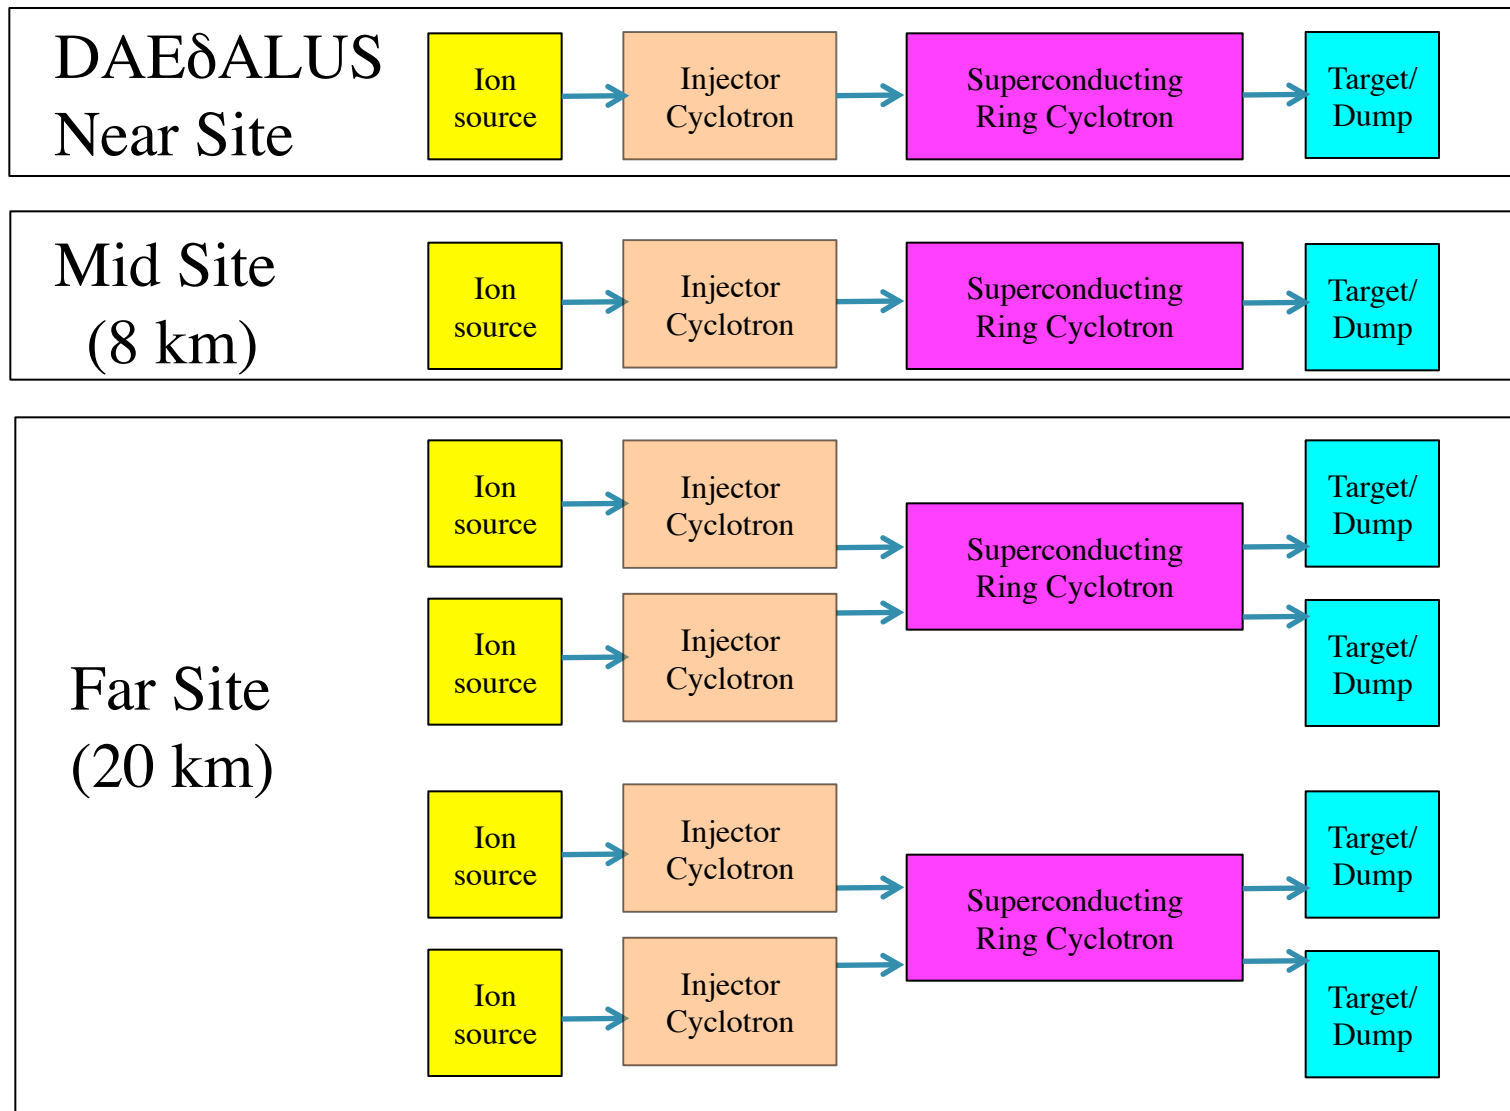 DAEδALUS
Near Site
Ion
source
Injector
Cyclotron
Superconducting
Ring Cyclotron
Target/
Dump
Mid Site
(8 km)
Ion
source
Injector
Cyclotron
Superconducting
Ring Cyclotron
Target/
Dump
Far Site
(20 km)
Ion
source
Injector
Cyclotron
Superconducting
Ring Cyclotron
Target/
Dump
Ion
source
Injector
Cyclotron
Target/
Dump
Ion
source
Injector
Cyclotron
Superconducting
Ring Cyclotron
Target/
Dump
Ion
source
Injector
Cyclotron
Target/
Dump